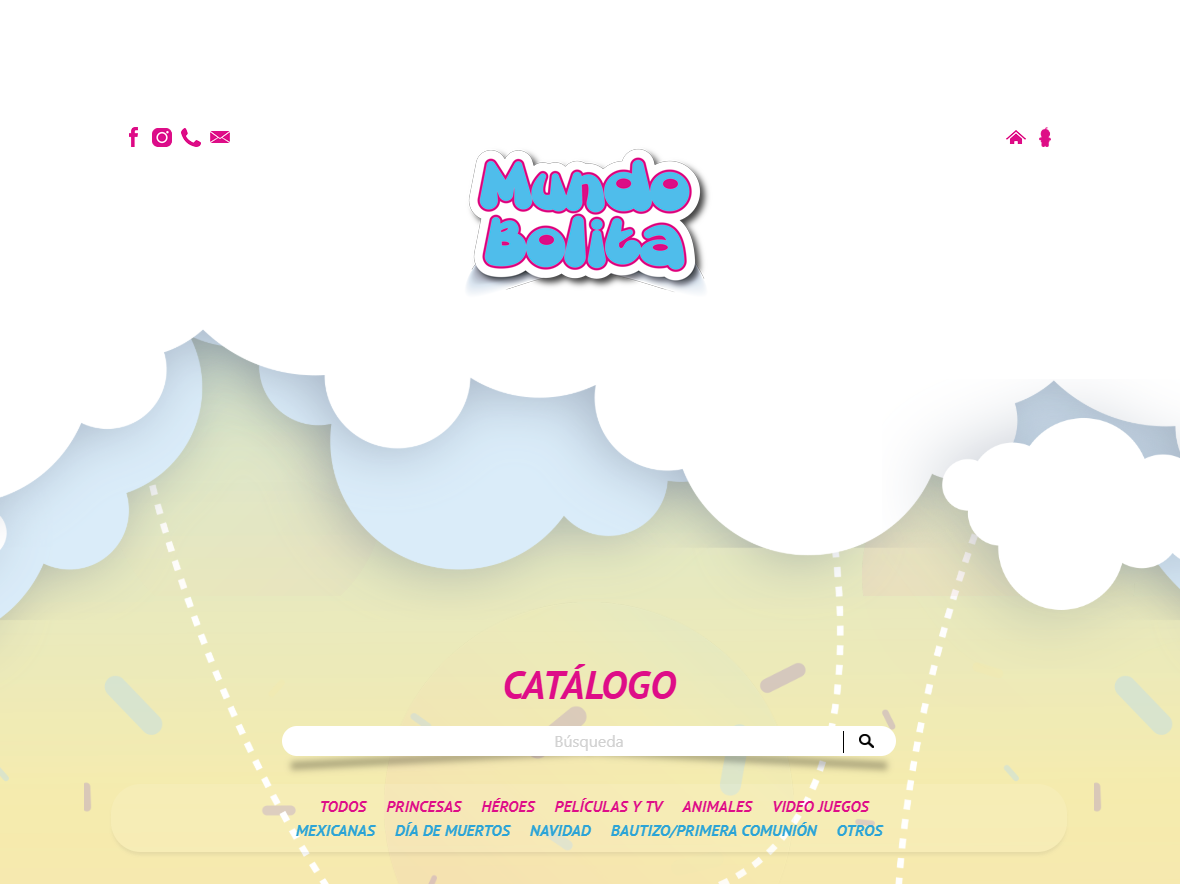 Mundo
Bolita
CATÁLOGO
Búsqueda
TODOS PRINCESAS HÉROES PELÍCULAS Y TV ANIMALES VIDEO JUEGOS
MEXICANAS DÍA DE MUERTOS NAVIDAD BAUTIZO/PRIMERA COMUNIÓN OTROS